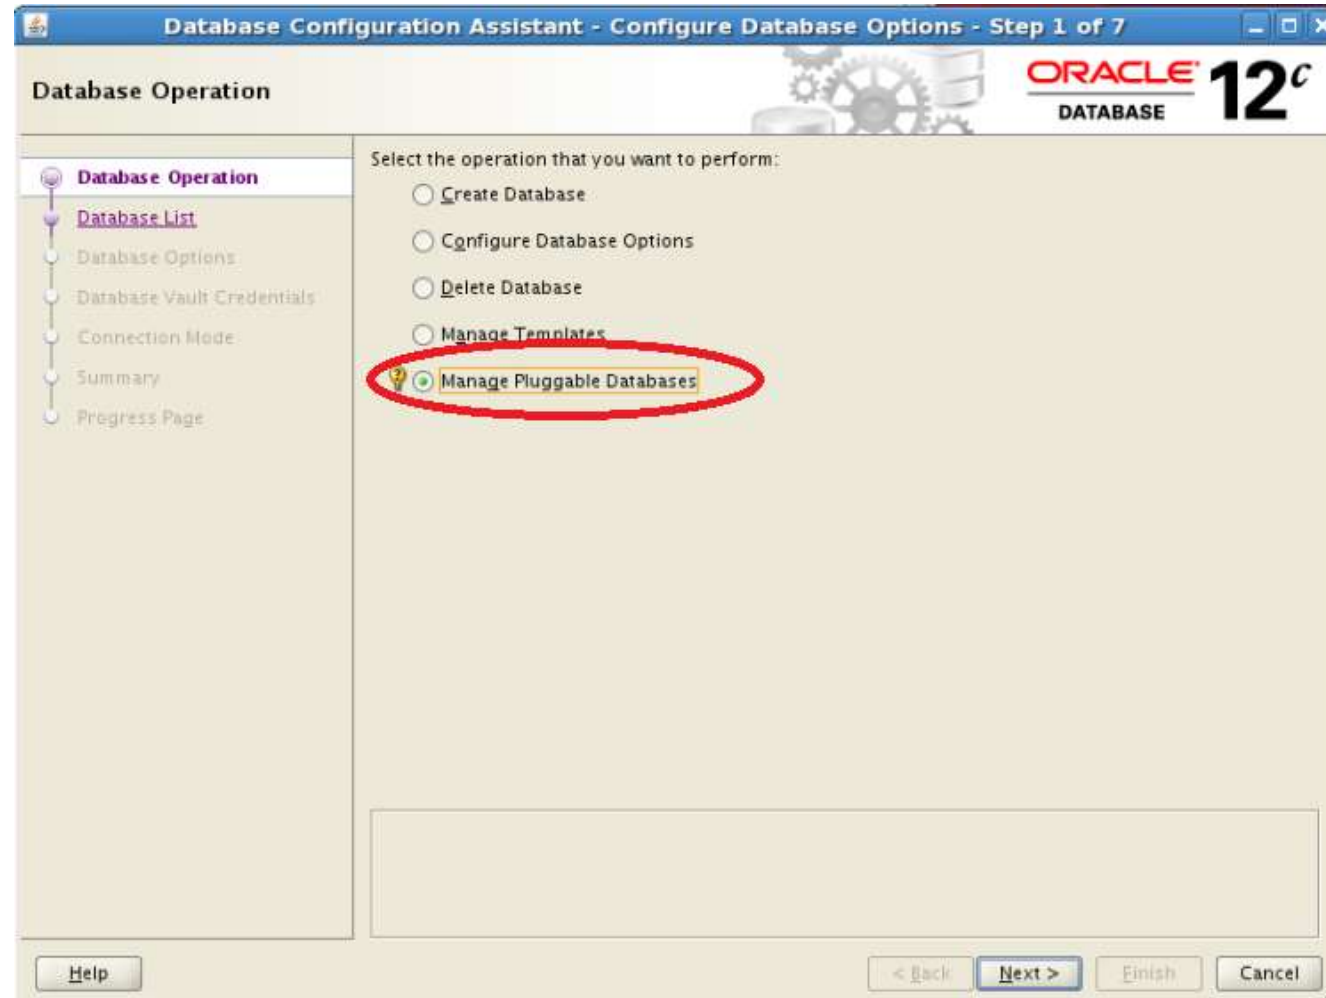 Database Configuration Assistant - Configure Database Options - Step 1 of 7
Database Operation
ORACLE
DATABASE
12c
Database Operation
Database List
Database Options
Database Vault Credentials
Connection Mode
Summary
Progress Page
Select the operation that you want to perform:
Create Database
Configure Database Options
Delete Database
Manage Templates
Manage Pluggable Databases
Help
< Back
Next >
Finish
Cancel